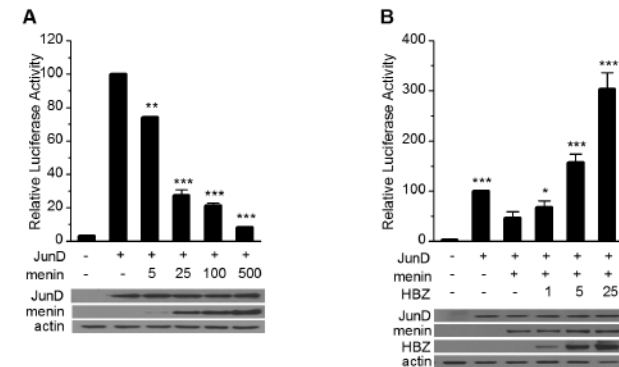 A
Relative Luciferase Activity
120
100
80
60
40
20
0
**
***
***
***
JunD - + + + + +
menin - - 5 25 100 500
JunD
menin
actin
B
Relative Luciferase Activity
400
300
200
100
0
***
*
***
***
JunD - + + + + +
menin - - + + + +
HBZ - - - 1 5 25
JunD
menin
HBZ
actin